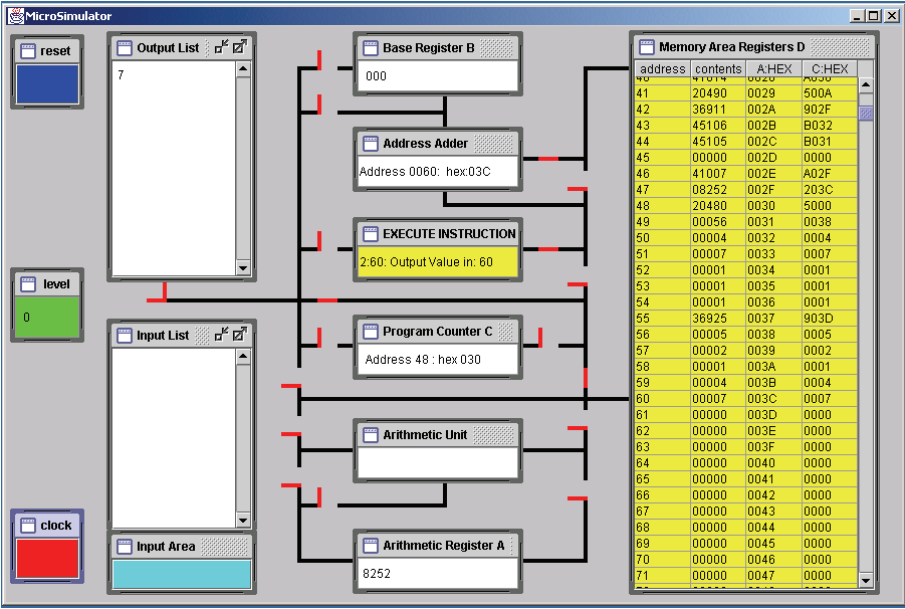 MicroSimulator
reset
Output List
7
level
0
Input List
clock
Input Area
Base Register B
000
Address Adder
Address 0060: hex:03C
EXECUTE INSTRUCTION
2:60: Output Value in: 60
Program Counter C
Address 48 : hex 030
Arithmetic Unit
Arithmetic Register A
8252
Memory Area Registers D
address contents A:HEX C:HEX
41 20490 0029 500A
42 36911 002A 902F
43 45106 002B B032
44 45105 002C B031
45 00000 002D 0000
46 41007 002E A02F
47 08252 002F 203C
48 20480 0030 5000
49 00056 0031 0038
50 00004 0032 0004
51 00007 0033 0007
52 00001 0034 0001
53 00001 0035 0001
54 00001 0036 0001
55 36925 0037 903D
56 00005 0038 0005
57 00002 0039 0002
58 00001 003A 0001
59 00004 003B 0004
60 00007 003C 0007
61 00000 003D 0000
62 00000 003E 0000
63 00000 003F 0000
64 00000 0040 0000
65 00000 0041 0000
66 00000 0042 0000
67 00000 0043 0000
68 00000 0044 0000
69 00000 0045 0000
70 00000 0046 0000
71 00000 0047 0000